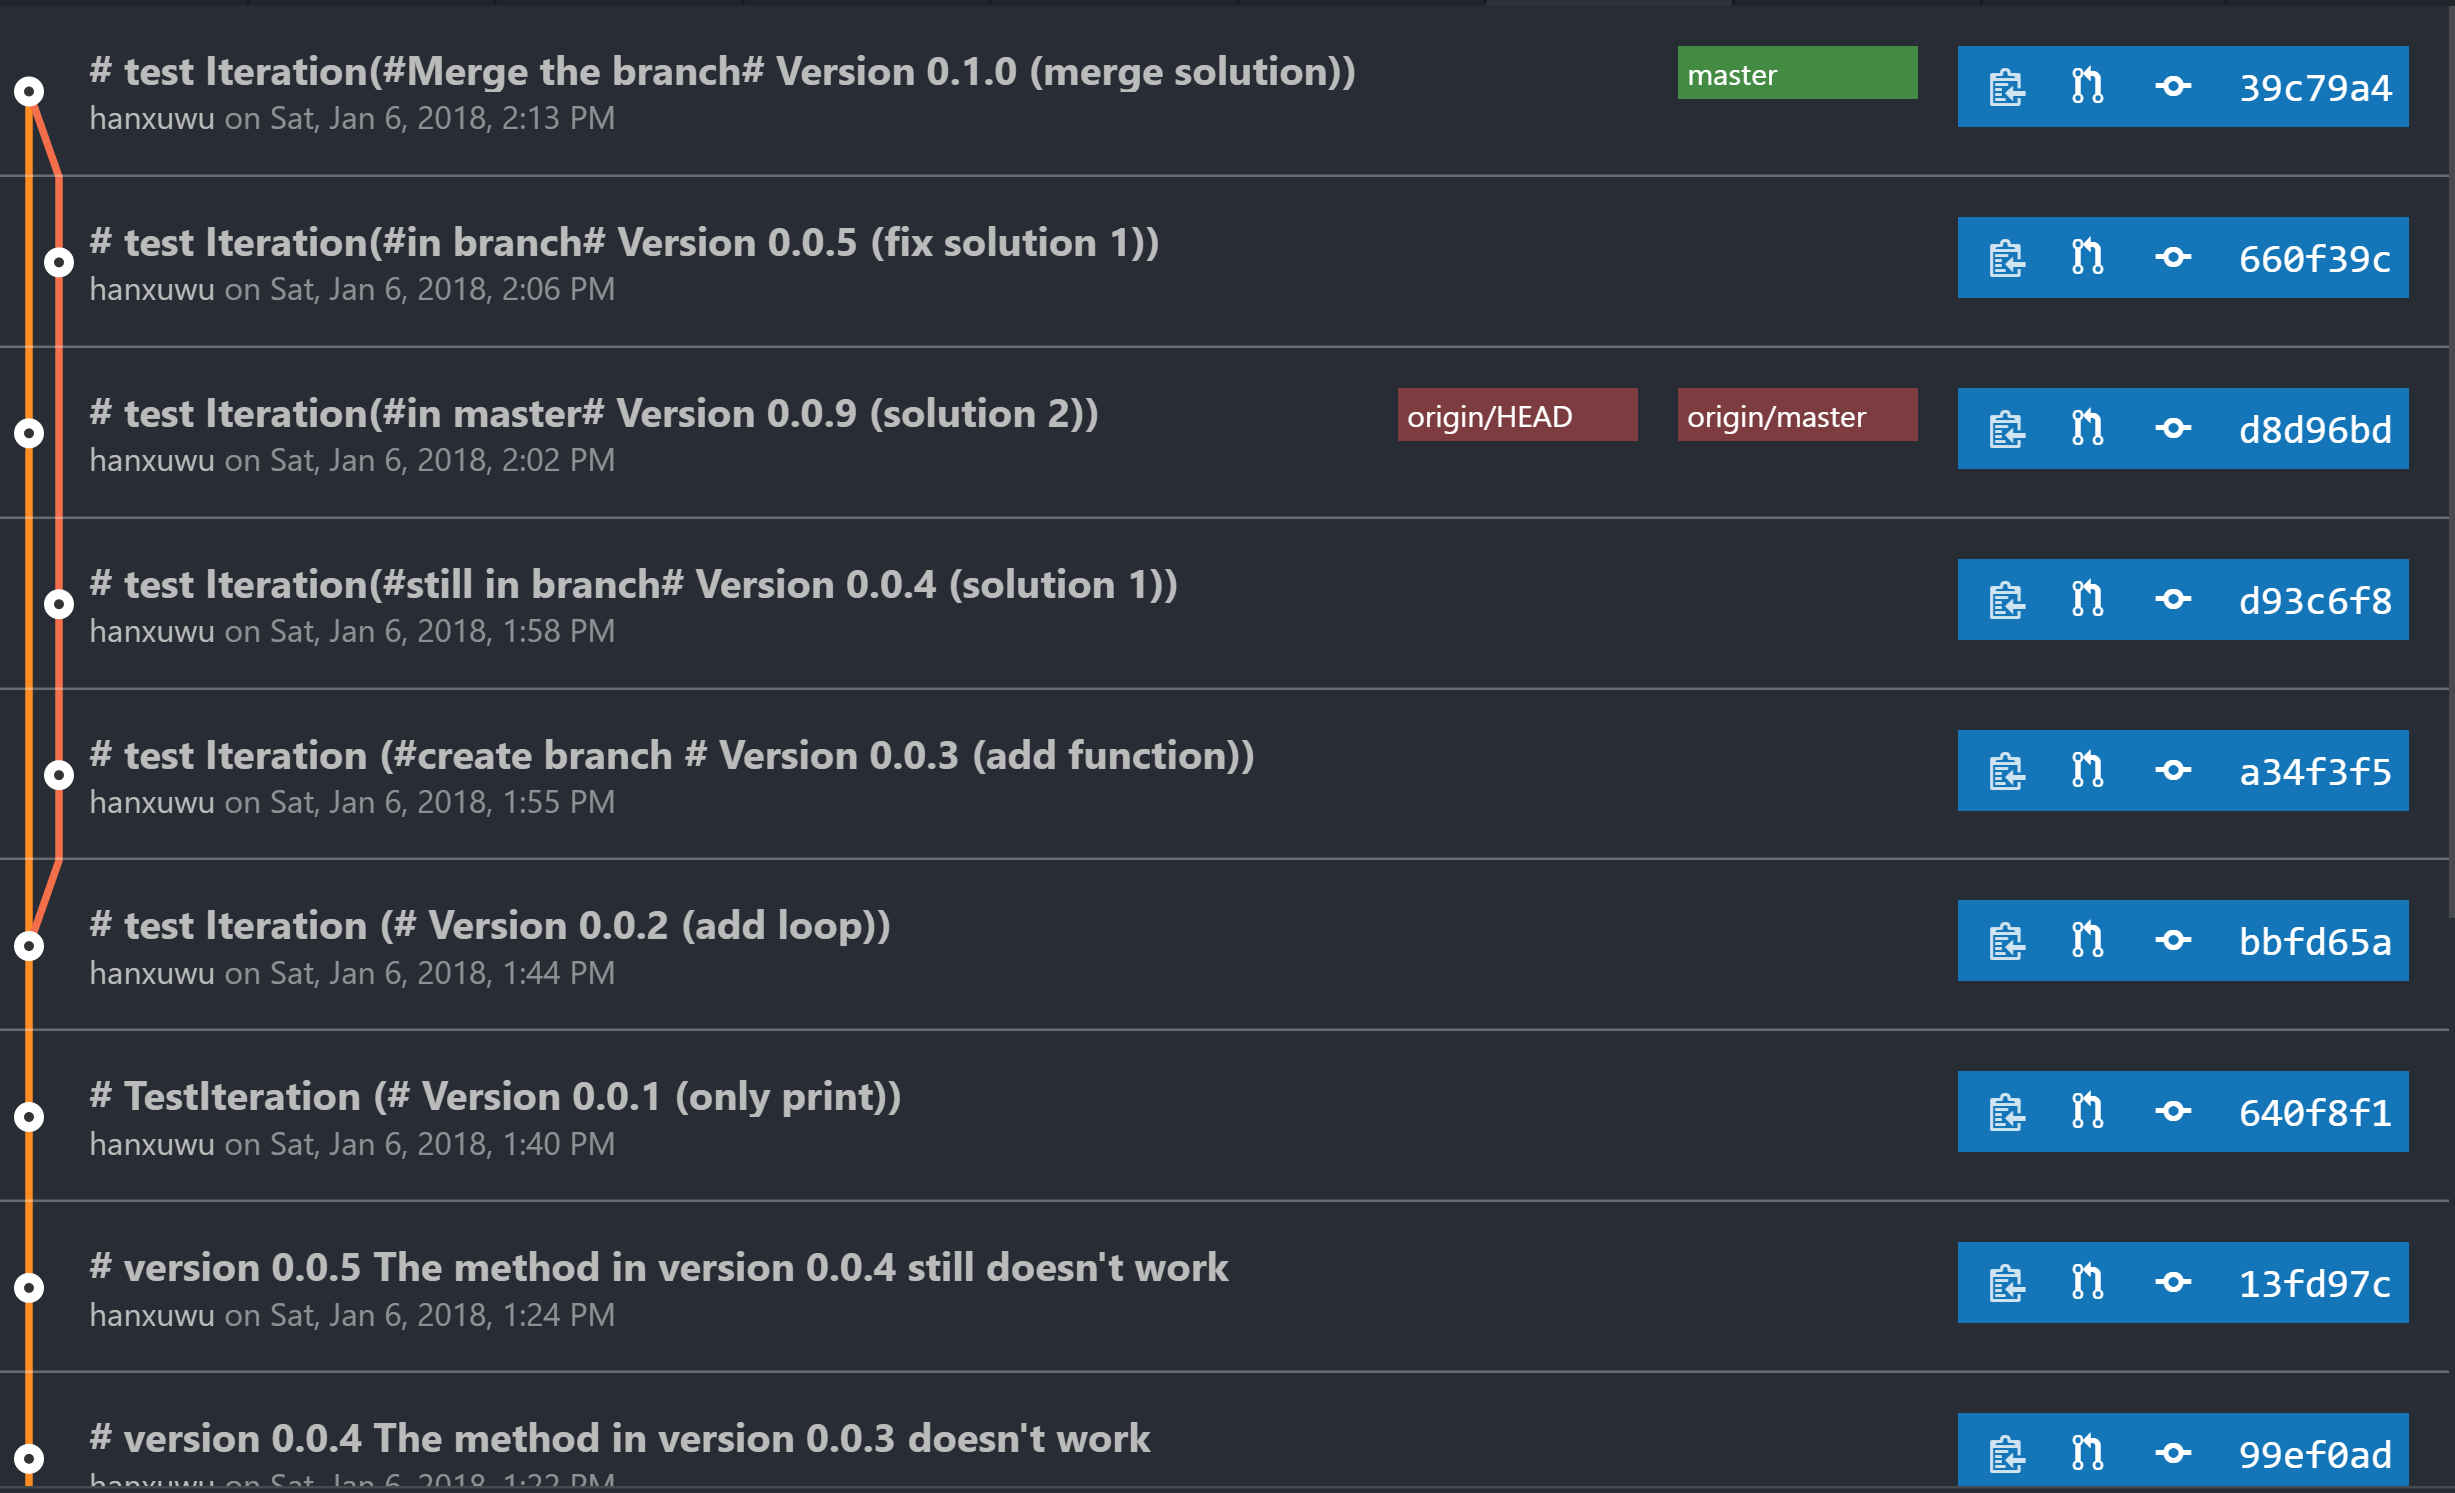 # test Iteration(#Merge the branch# Version 0.1.0 (merge solution))
master
39c79a4
hanxuwu on Sat, Jan 6, 2018, 2:13 PM
# test Iteration(#in branch# Version 0.0.5 (fix solution 1))
660f39c
hanxuwu on Sat, Jan 6, 2018, 2:06 PM
# test Iteration(#in master# Version 0.0.9 (solution 2))
origin/HEAD
origin/master
d8d96bd
hanxuwu on Sat, Jan 6, 2018, 2:02 PM
# test Iteration(#still in branch# Version 0.0.4 (solution 1))
d93c6f8
hanxuwu on Sat, Jan 6, 2018, 1:58 PM
# test Iteration (#create branch # Version 0.0.3 (add function))
a34f3f5
hanxuwu on Sat, Jan 6, 2018, 1:55 PM
# test Iteration (# Version 0.0.2 (add loop))
bbfd65a
hanxuwu on Sat, Jan 6, 2018, 1:44 PM
# TestIteration (# Version 0.0.1 (only print))
640f8f1
hanxuwu on Sat, Jan 6, 2018, 1:40 PM
# version 0.0.5 The method in version 0.0.4 still doesn't work
13fd97c
hanxuwu on Sat, Jan 6, 2018, 1:24 PM
# version 0.0.4 The method in version 0.0.3 doesn't work
99ef0ad
hanxuwu on Sat, Jan 6, 2018, 1:22 PM